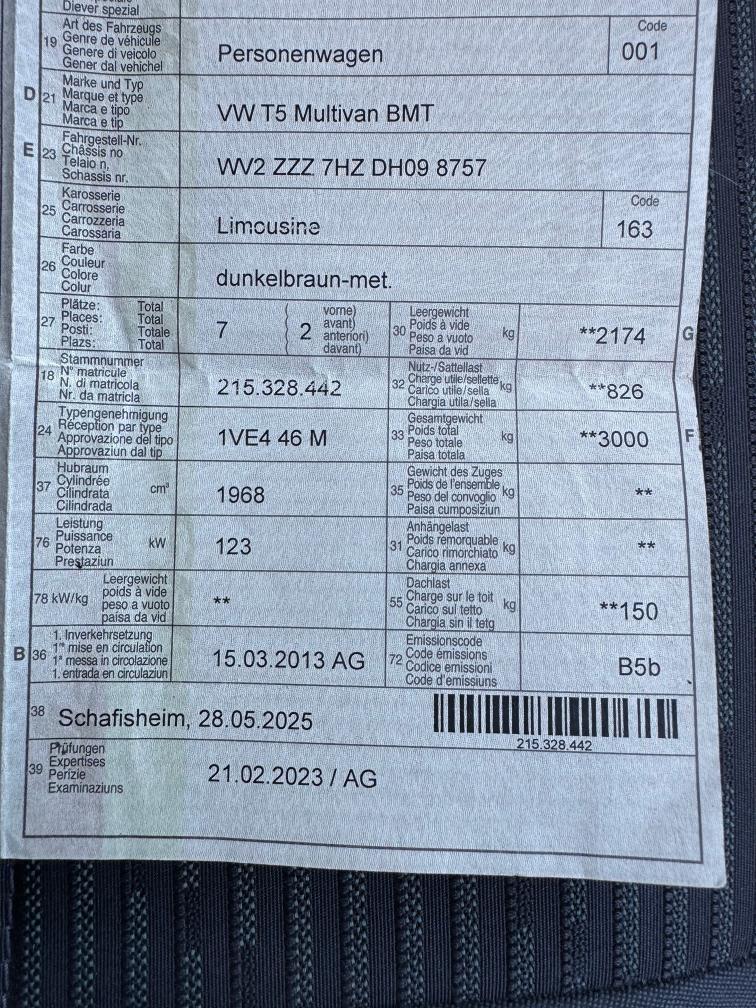 Diever spezial
19 Art des Fahrzeugs
Genre de véhicule
Genere di veicolo
Gener dal vehichel
Personenwagen
Code
001
D 21 Marke und Typ
Marque et type
Marca e tipo
Marca e tip
VW T5 Multivan BMT
E 23 Fahrgestell-Nr.
Châssis no
Telaio n.
Schassis nr.
WV2 ZZZ 7HZ DH09 8757
25 Karosserie
Carrosserie
Carrozzeria
Carossaria
Limousine
Code
163
26 Farbe
Couleur
Colore
Colur
dunkelbraun-met.
27 Plätze: Total
Places: Total
Posti: Totale
Plazs: Total
7 ( 2 vorne)
avant)
anteriori)
davant)
30 Leergewicht
Poids à vide
Peso a vuoto
Paisa da vid
kg
**2174 G
18 Stammnummer
N° matricule
N. di matricola
Nr. da matricla
215.328.442
32 Nutz-/Sattellast
Charge utile/sellette
Carico utile/sella
Chargia utila/sella
kg
**826
24 Typengenehmigung
Réception par type
Approvazione del tipo
Approvaziun dal tip
1VE4 46 M
33 Gesamtgewicht
Poids total
Peso totale
Paisa totala
kg
**3000 F
37 Hubraum
Cylindrée
Cilindrata
Cilindrada
cm³
1968
35 Gewicht des Zuges
Poids de l'ensemble
Peso del convoglio
Paisa cumposiziun
kg
**
76 Leistung
Puissance
Potenza
Prestaziun
kW
123
31 Anhängelast
Poids remorquable
Carico rimorchiato
Chargia annexa
kg
**
78 kW/kg Leergewicht
poids à vide
peso a vuoto
paisa da vid
**
55 Dachlast
Charge sur le toit
Carico sul tetto
Chargia sin il tetg
kg
**150
B 36 1. Inverkehrsetzung
1re mise en circulation
1a messa in circolazione
1. entrada en circulaziun
15.03.2013 AG
72 Emissionscode
Code émissions
Codice emissioni
Code d'emissiuns
B5b
38 Schafisheim, 28.05.2025
215.328.442
39 Prüfungen
Expertises
Perizie
Examinaziuns
21.02.2023 / AG